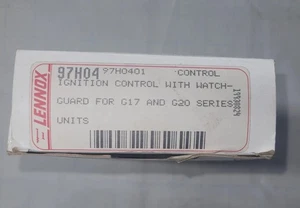 LENNOX
97H04 97H0401 CONTROL
IGNITION CONTROL WITH WATCH-
GUARD FOR G17 AND G20 SERIES
UNITS